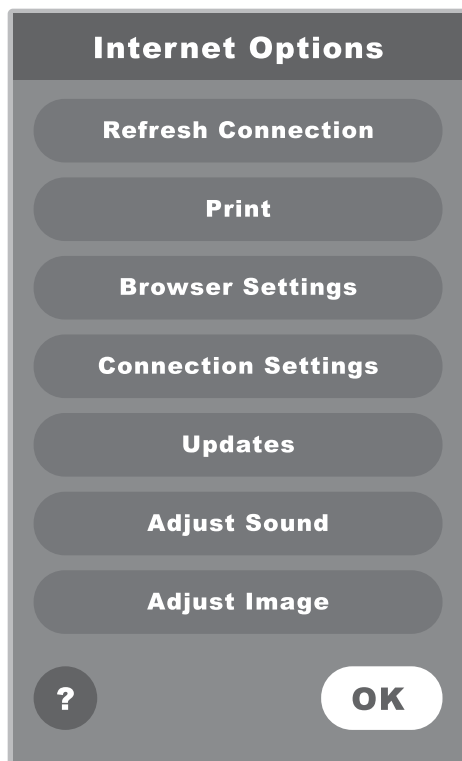 Internet Options
Refresh Connection
Print
Browser Settings
Connection Settings
Updates
Adjust Sound
Adjust Image
? OK